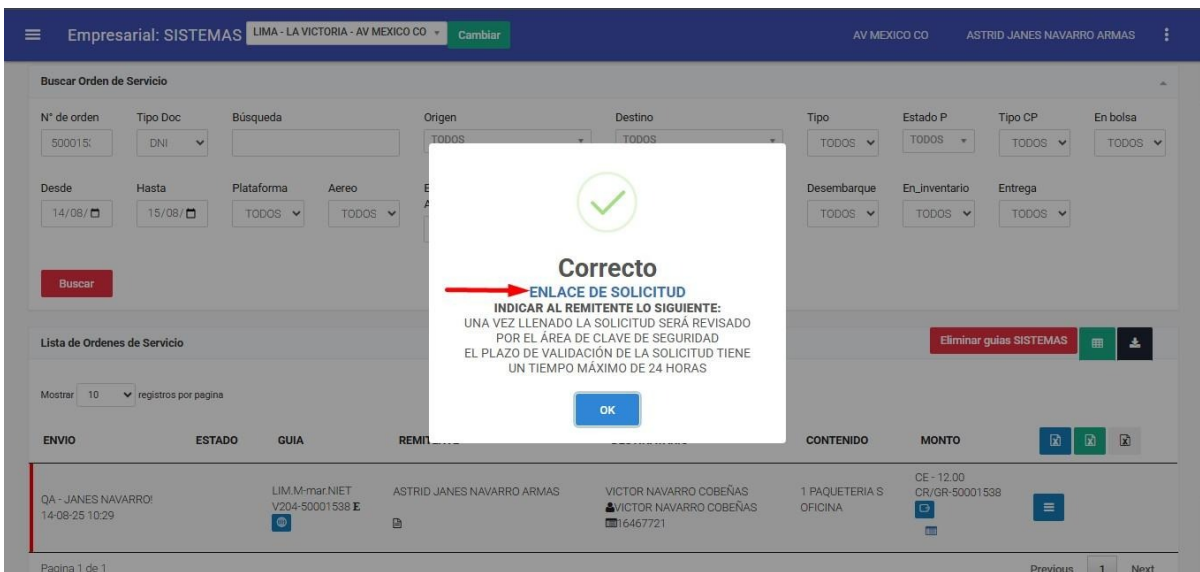 Empresarial: SISTEMAS LIMA - LA VICTORIA - AV MEXICO CO Cambiar AV MEXICO CO ASTRID JANES NAVARRO ARMAS
Buscar Orden de Servicio
N° de orden Tipo Doc Búsqueda Origen Destino Tipo Estado P Tipo CP En bolsa
500015 DNI TODOS TODOS TODOS TODOS TODOS TODOS
Desde Hasta Plataforma Aereo Desembarque En_inventario Entrega
14/08/ 15/08/ TODOS TODOS TODOS TODOS TODOS
Buscar
Correcto
ENLACE DE SOLICITUD
INDICAR AL REMITENTE LO SIGUIENTE:
UNA VEZ LLENADO LA SOLICITUD SERÁ REVISADO
POR EL ÁREA DE CLAVE DE SEGURIDAD
EL PLAZO DE VALIDACIÓN DE LA SOLICITUD TIENE
UN TIEMPO MÁXIMO DE 24 HORAS
OK
Lista de Ordenes de Servicio Eliminar guias SISTEMAS
Mostrar 10 registros por pagina
ENVIO ESTADO GUIA CONTENIDO MONTO
QA - JANES NAVARRO!
14-08-25 10:29
LIM.M-mar.NIET
V204-50001538 E
ASTRID JANES NAVARRO ARMAS
VICTOR NAVARRO COBEÑAS
VICTOR NAVARRO COBEÑAS
16467721
1 PAQUETERIA S
OFICINA
CE - 12.00
CR/GR-50001538
Pagina 1 de 1 Previous 1 Next